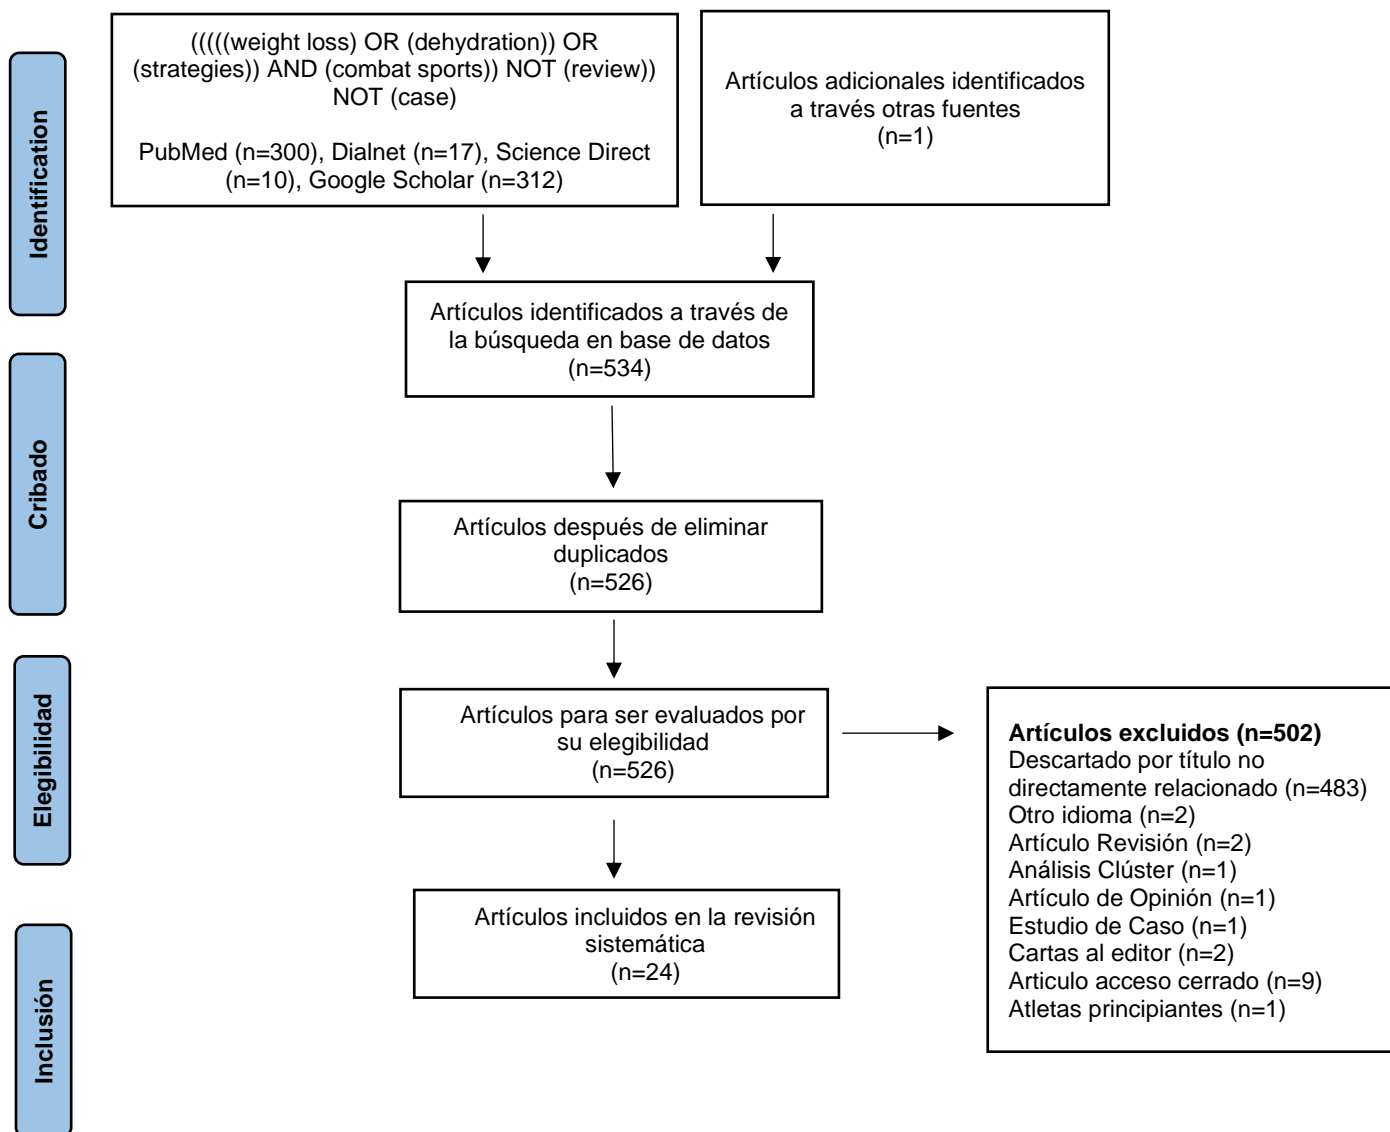 (((((weight loss) OR (dehydration)) OR
(strategies)) AND (combat sports)) NOT (review))
NOT (case)
PubMed (n=300), Dialnet (n=17), Science Direct
(n=10), Google Scholar (n=312)
Artículos adicionales identificados
a través otras fuentes
(n=1)
Identification
Artículos identificados a través de
la búsqueda en base de datos
(n=534)
Cribado
Artículos después de eliminar
duplicados
(n=526)
Elegibilidad
Artículos para ser evaluados por
su elegibilidad
(n=526)
Artículos excluidos (n=502)
Descartado por título no
directamente relacionado (n=483)
Otro idioma (n=2)
Artículo Revisión (n=2)
Análisis Clúster (n=1)
Artículo de Opinión (n=1)
Estudio de Caso (n=1)
Cartas al editor (n=2)
Articulo acceso cerrado (n=9)
Atletas principiantes (n=1)
Inclusión
Artículos incluidos en la revisión
sistemática
(n=24)